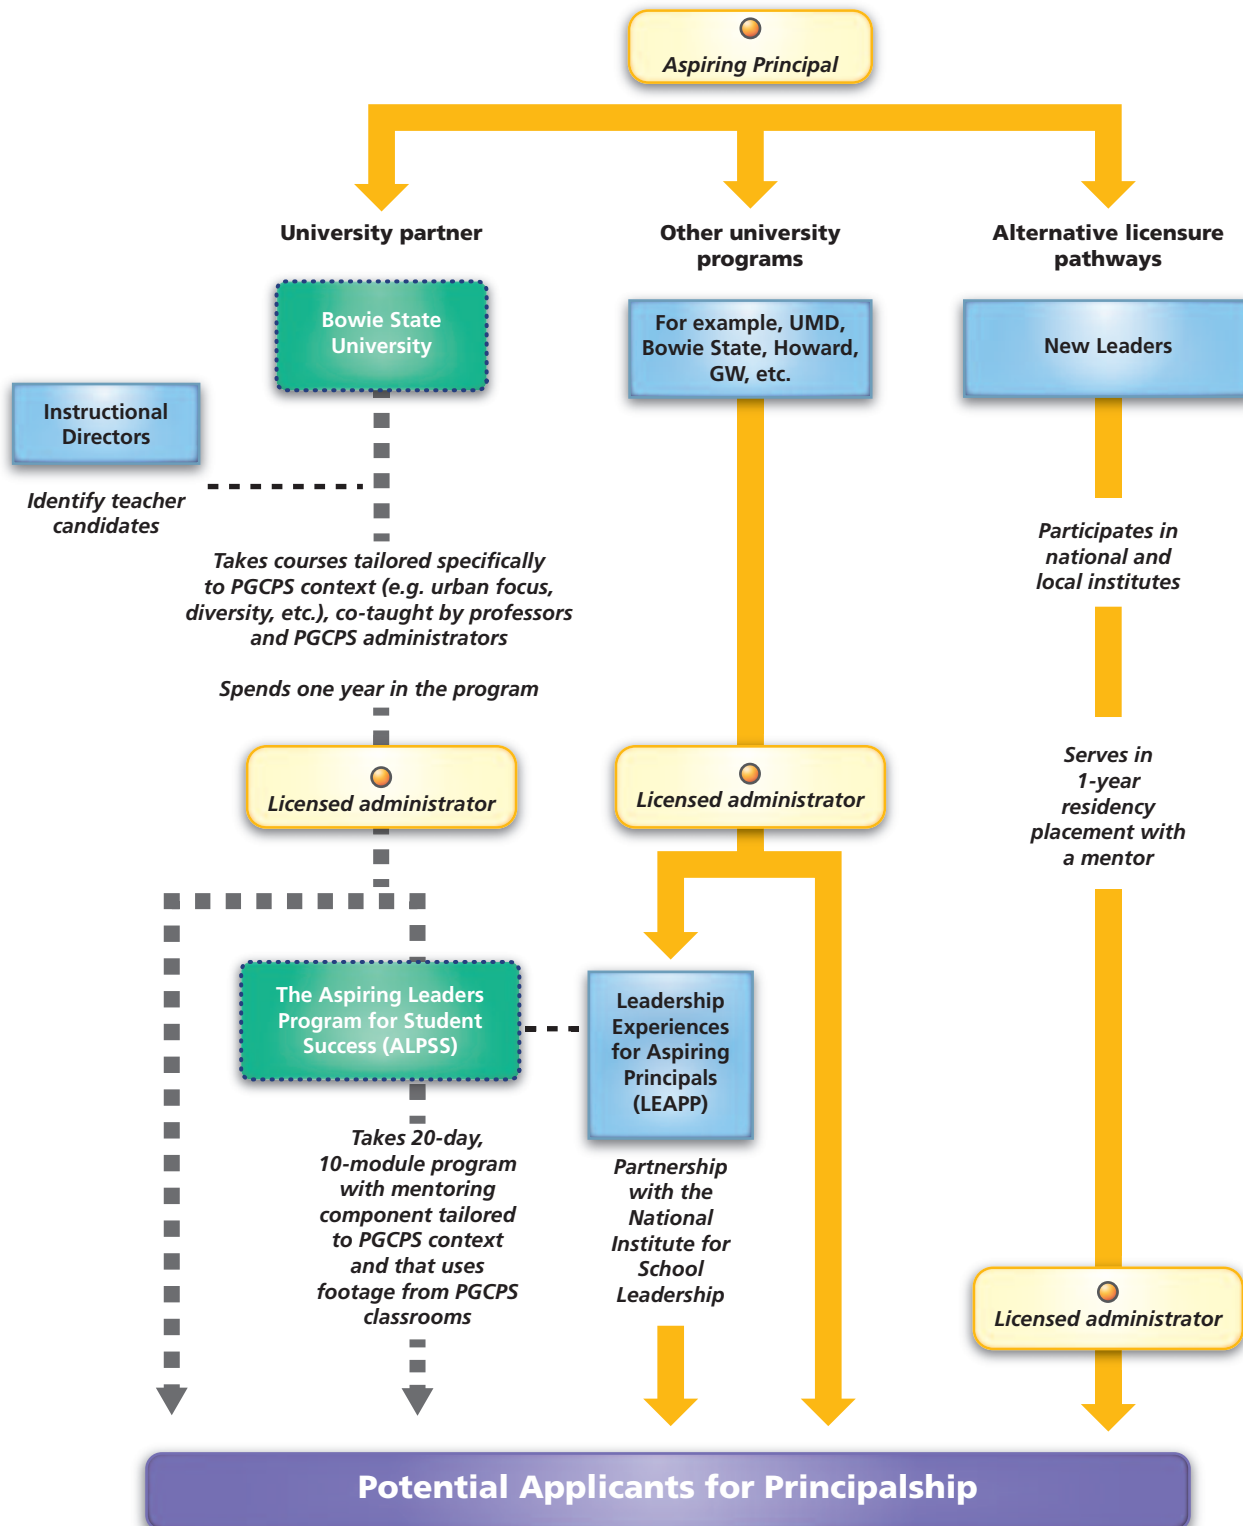 Aspiring Principal
University partner
Other university
programs
Alternative licensure
pathways
Bowie State
University
For example, UMD,
Bowie State, Howard,
GW, etc.
New Leaders
Instructional
Directors
Identify teacher
candidates
Takes courses tailored specifically
to PGCPS context (e.g. urban focus,
diversity, etc.), co-taught by professors
and PGCPS administrators
Spends one year in the program
Participates in
national and
local institutes
Licensed administrator
Licensed administrator
Serves in
1-year
residency
placement with
a mentor
The Aspiring Leaders
Program for Student
Success (ALPSS)
Leadership
Experiences
for Aspiring
Principals
(LEAPP)
Takes 20-day,
10-module program
with mentoring
component tailored
to PGCPS context
and that uses
footage from PGCPS
classrooms
Partnership
with the
National
Institute for
School
Leadership
Licensed administrator
Potential Applicants for Principalship